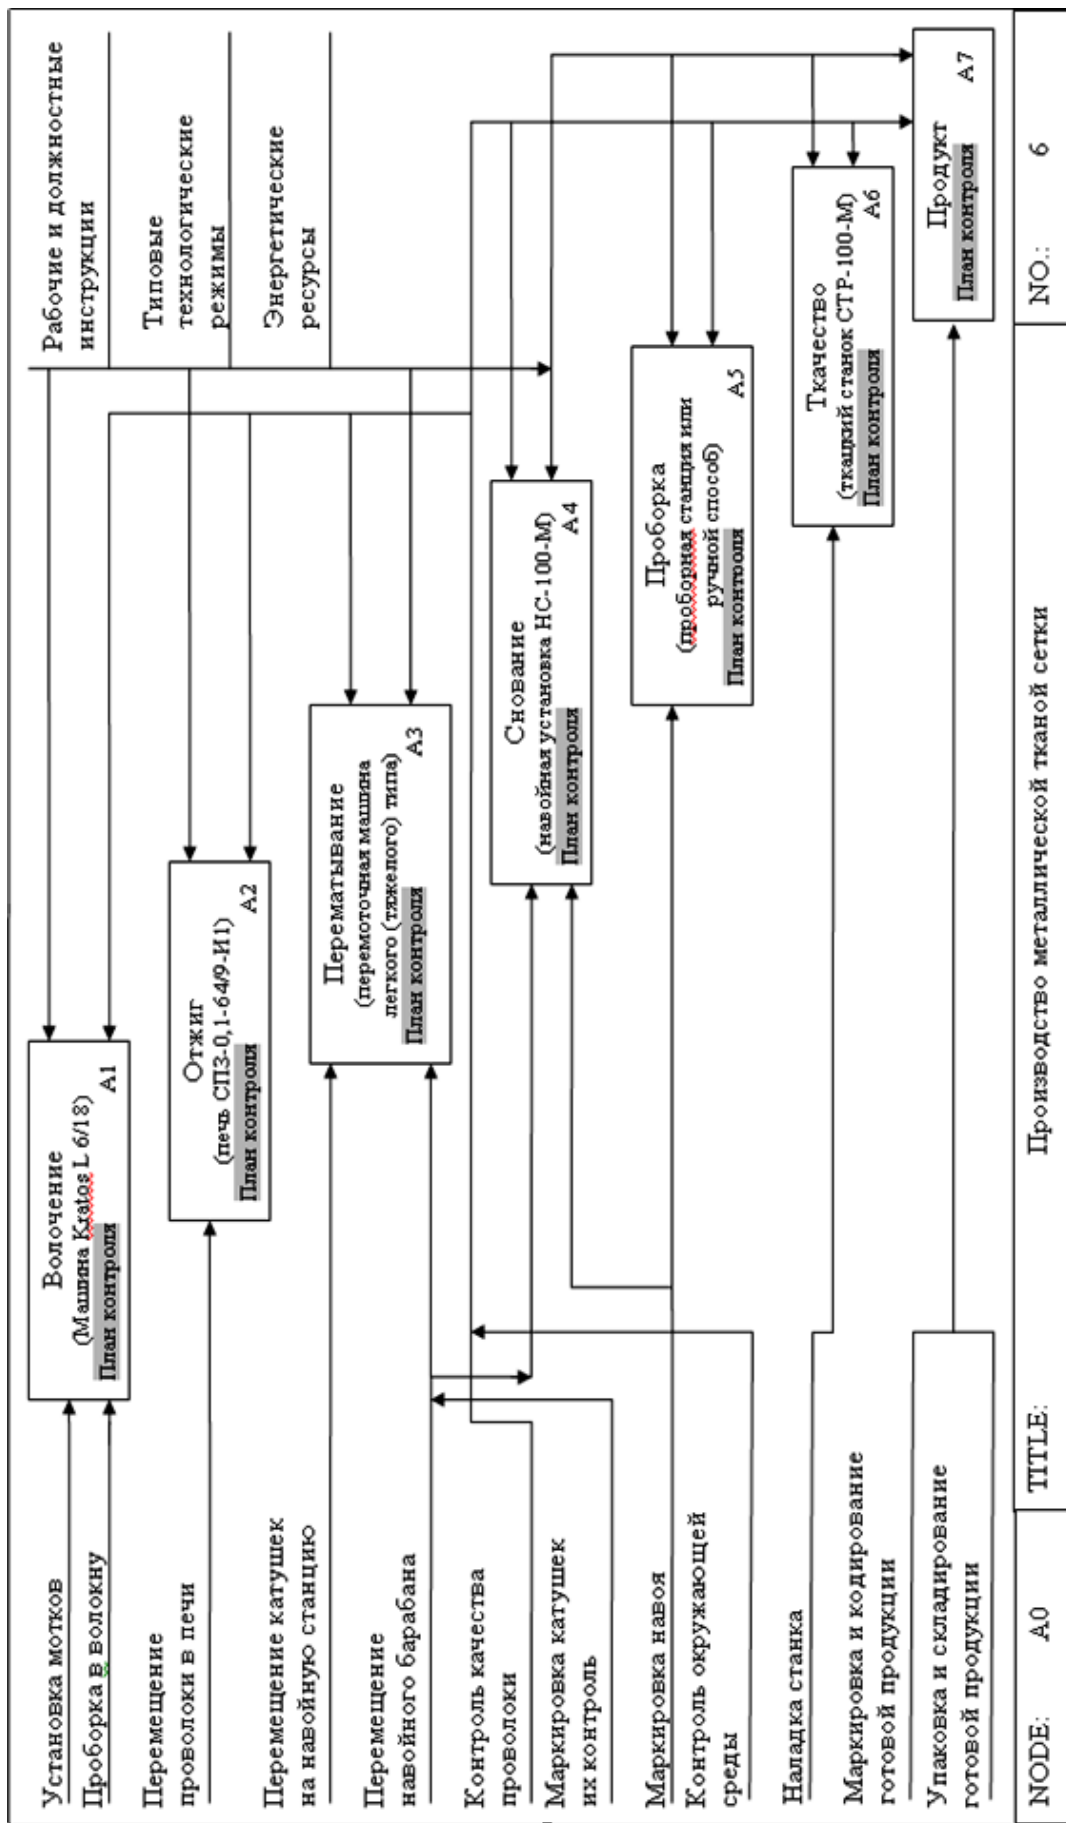 Установка мотков
Проборка в волокну
Перемещение
проволоки в печи
Перемещение катушек
на навойную станцию
Перемещение
навойного барабана
Контроль качества
проволоки
Маркировка катушек
их контроль
Маркировка навоя
Контроль окружающей
среды
Наладка станка
Маркировка и кодирование
готовой продукции
Упаковка и складирование
готовой продукции
Волочение
(Машина Kratos L 6/18)
План контроля
A1
Отжиг
(печь СПЗ-0,1-64/9-И1)
План контроля
A2
Перематывание
(перемоточная машина
легкого (тяжелого) типа)
План контроля
A3
Снование
(навойная установка НС-100-М)
План контроля
A4
Проборка
(проборная станция или
ручной способ)
План контроля
A5
Ткачество
(ткацкий станок СТР-100-М)
План контроля
A6
Продукт
План контроля
A7
Рабочие и должностные
инструкции
Типовые
технологические
режимы
Энергетические
ресурсы
NODE: A0
TITLE: Производство металлической тканой сетки
NO.: 6